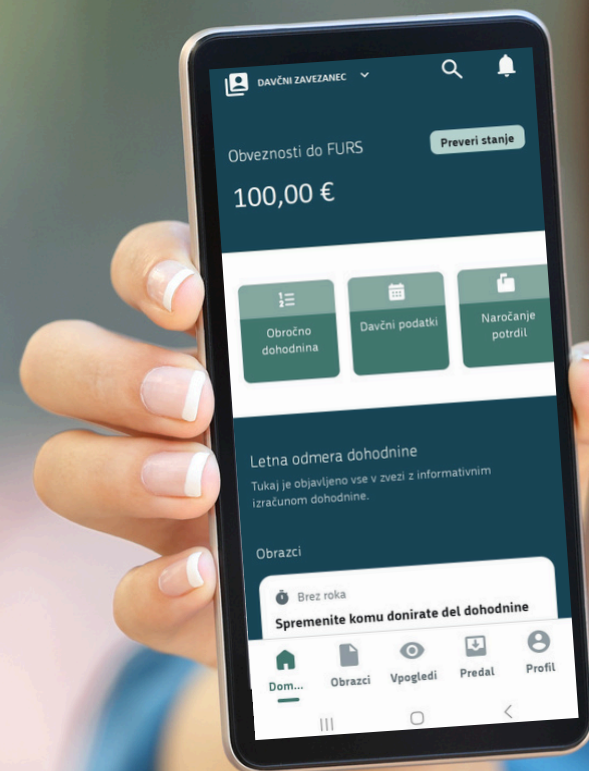 DAVČNI ZAVEZANEC
Obveznosti do FURS
Preveri stanje
100,00 €
Obročno
dohodnina
Davčni podatki
Naročanje
potrdil
Letna odmera dohodnine
Tukaj je objavljeno vse v zvezi z informativnim
izračunom dohodnine.
Obrazci
Brez roka
Spremenite komu donirate del dohodnine
Dom...
Obrazci
Vpogledi
Predal
Profil